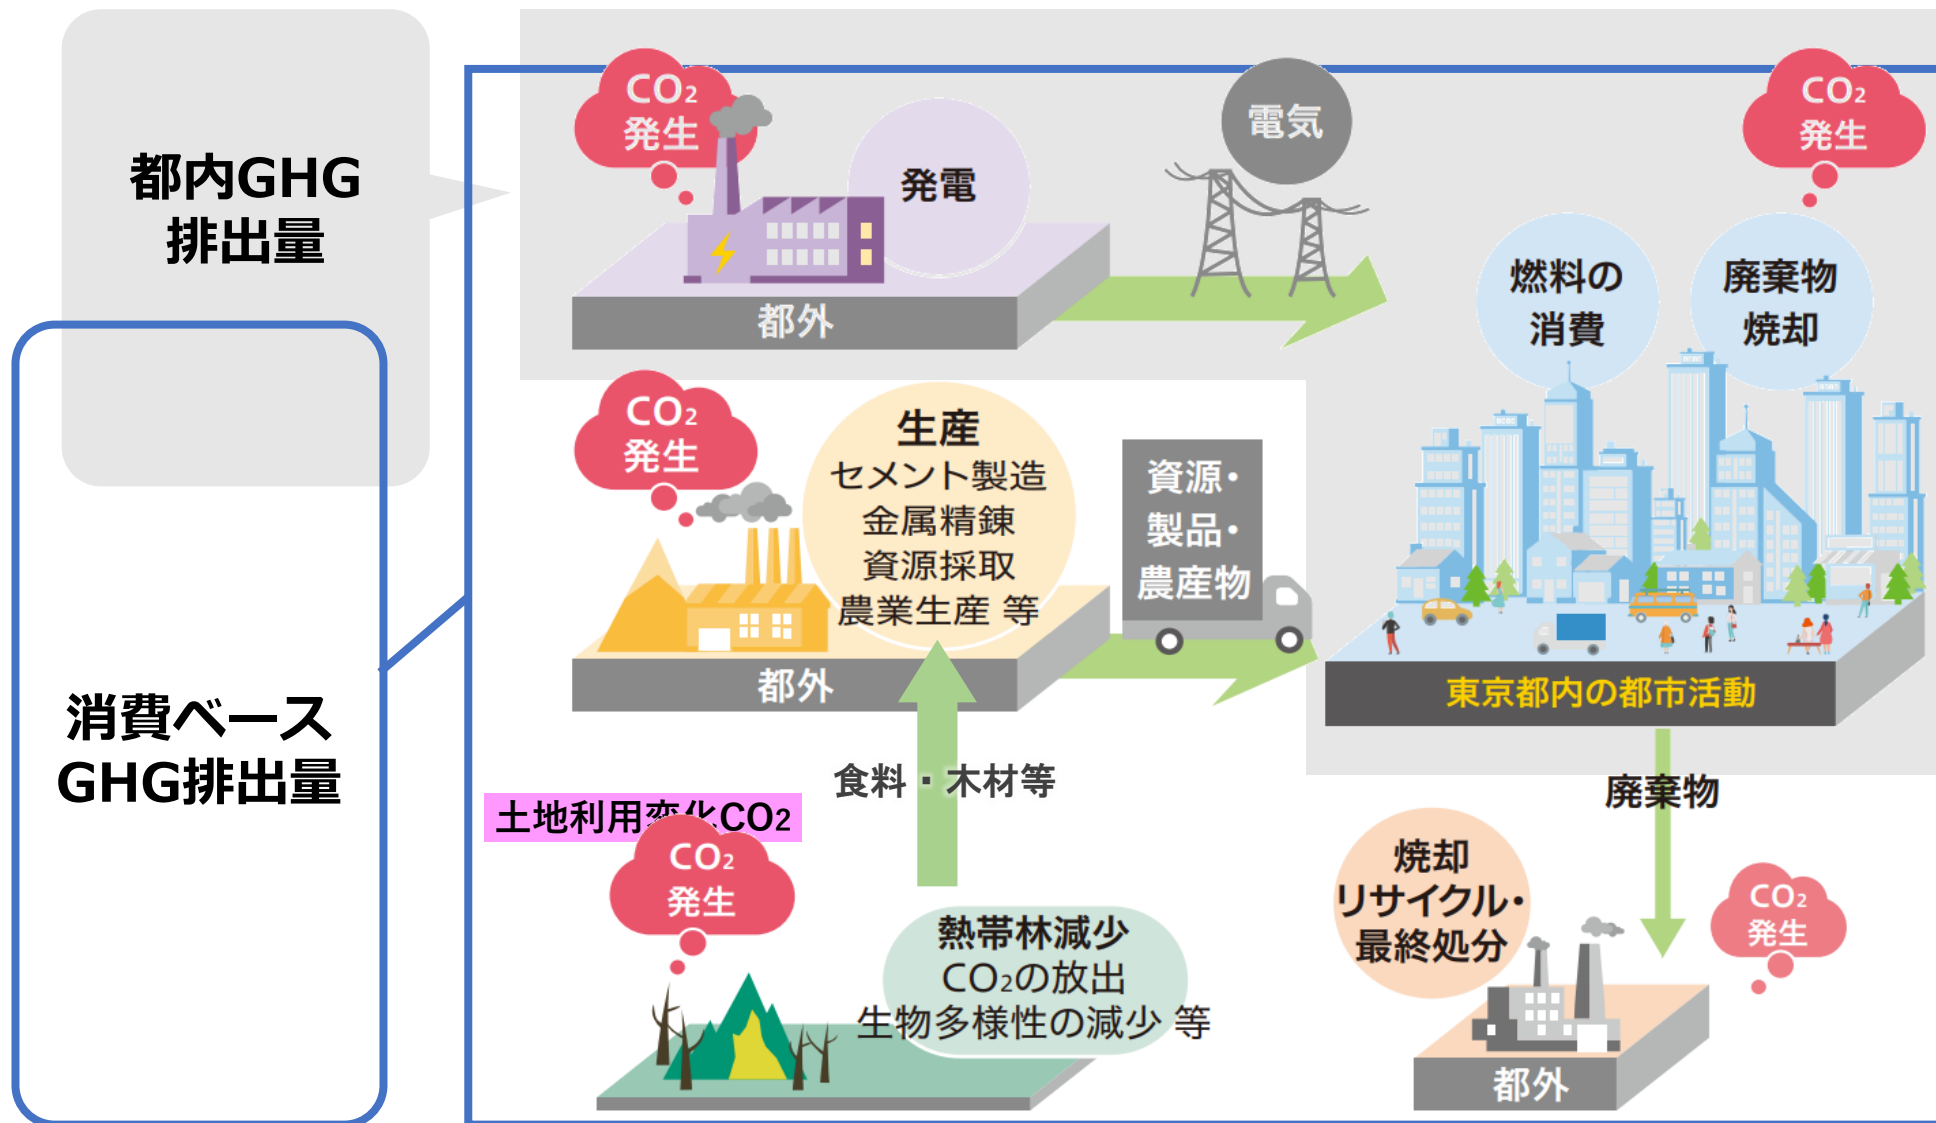 都内GHG
排出量
消費ベース
GHG排出量
CO2
発生
発電
電気
都外
CO2
発生
燃料の
消費
廃棄物
焼却
CO2
発生
生産
セメント製造
金属精錬
資源採取
農業生産 等
都外
資源・
製品・
農産物
東京都内の都市活動
食料・木材等
土地利用変化CO2
CO2
発生
熱帯林減少
CO2の放出
生物多様性の減少 等
廃棄物
焼却
リサイクル・
最終処分
CO2
発生
都外